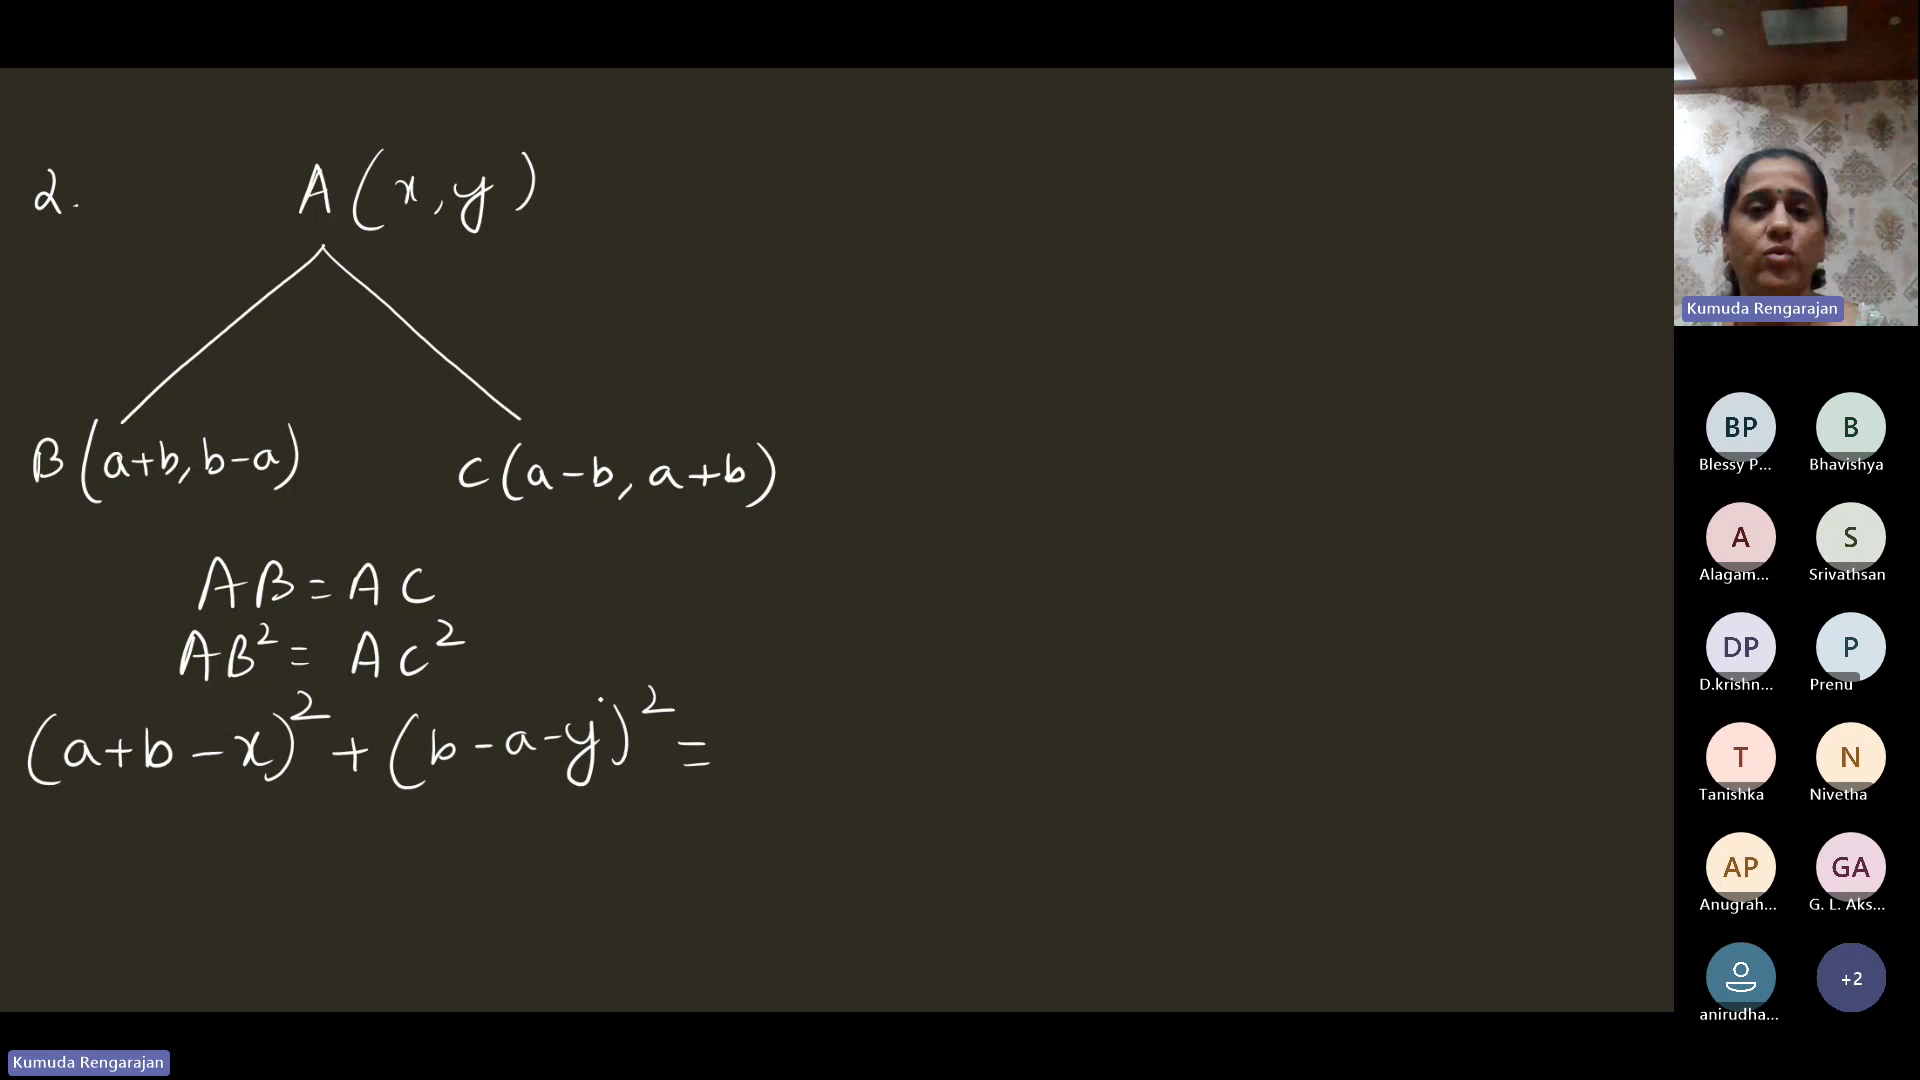 2.
A(x, y)
B(a+b, b-a)
C(a-b, a+b)
AB = AC
AB² = AC²
(a+b-x)² + (b-a-y)² =
Kumuda Rengarajan
BP
Blessy P...
B
Bhavishya
A
Alagam...
S
Srivathsan
DP
D.krishn...
P
Prenu
T
Tanishka
N
Nivetha
AP
Anugrah...
GA
G. L. Aks...
anirudha...
+2
Kumuda Rengarajan